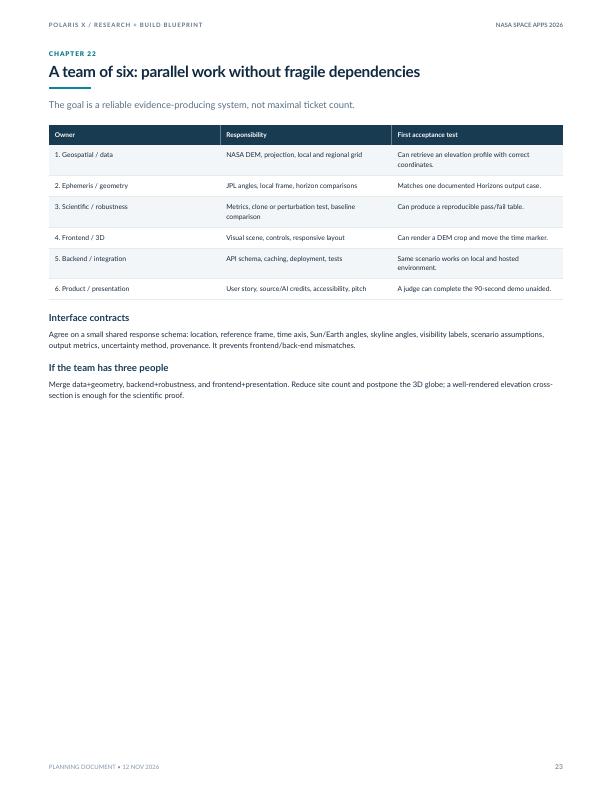 POLARIS X / RESEARCH + BUILD BLUEPRINT
NASA SPACE APPS 2026
CHAPTER 22
A team of six: parallel work without fragile dependencies
The goal is a reliable evidence-producing system, not maximal ticket count.
Owner Responsibility First acceptance test
1. Geospatial / data NASA DEM, projection, local and regional grid Can retrieve an elevation profile with correct
coordinates.
2. Ephemeris / geometry JPL angles, local frame, horizon comparisons Matches one documented Horizons output case.
3. Scientific / robustness Metrics, clone or perturbation test, baseline Can produce a reproducible pass/fail table.
comparison
4. Frontend / 3D Visual scene, controls, responsive layout Can render a DEM crop and move the time marker.
5. Backend / integration API schema, caching, deployment, tests Same scenario works on local and hosted
environment.
6. Product / presentation User story, source/AI credits, accessibility, pitch A judge can complete the 90-second demo unaided.
Interface contracts
Agree on a small shared response schema: location, reference frame, time axis, Sun/Earth angles, skyline angles, visibility labels, scenario assumptions,
output metrics, uncertainty method, provenance. It prevents frontend/back-end mismatches.
If the team has three people
Merge data+geometry, backend+robustness, and frontend+presentation. Reduce site count and postpone the 3D globe; a well-rendered elevation cross-
section is enough for the scientific proof.
PLANNING DOCUMENT • 12 NOV 2026
23